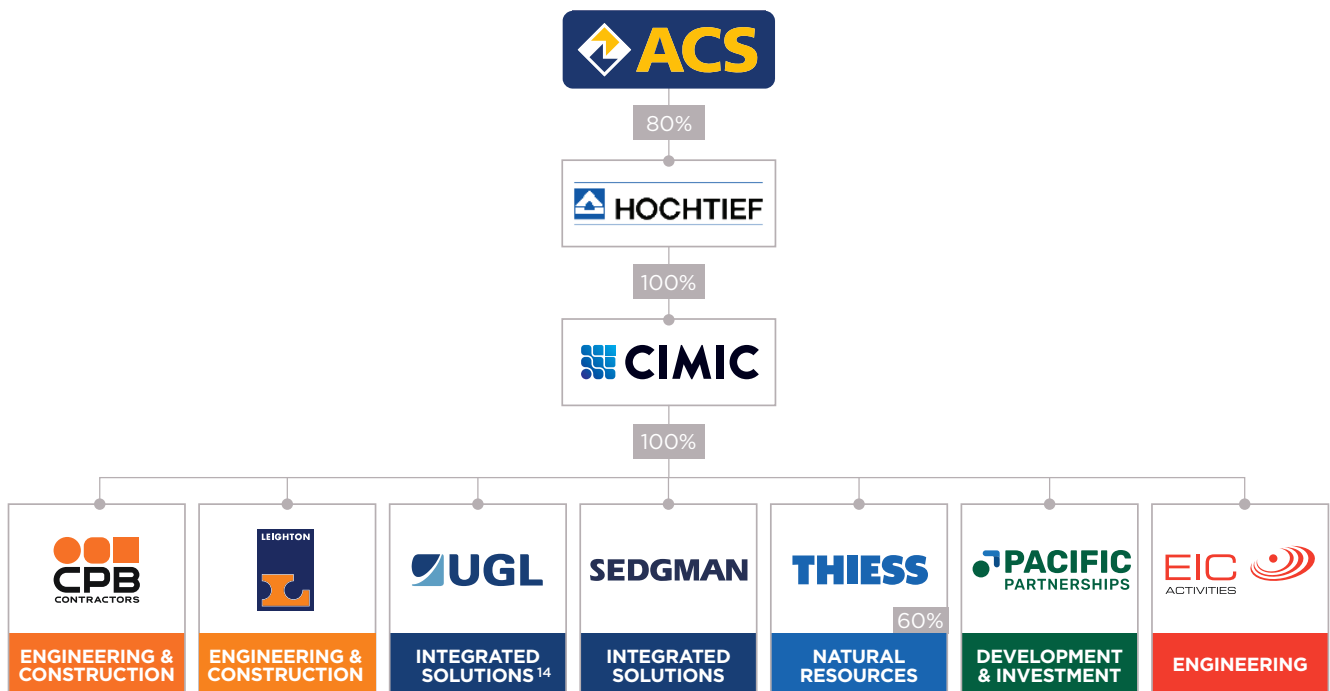 ACS
80%
HOCHTIEF
100%
CIMIC
100%
CPB
CONTRACTORS
ENGINEERING &
CONSTRUCTION
LEIGHTON
ENGINEERING &
CONSTRUCTION
UGL
INTEGRATED
SOLUTIONS 14
SEDGMAN
INTEGRATED
SOLUTIONS
THIESS
60%
NATURAL
RESOURCES
PACIFIC
PARTNERSHIPS
DEVELOPMENT
& INVESTMENT
EIC
ACTIVITIES
ENGINEERING